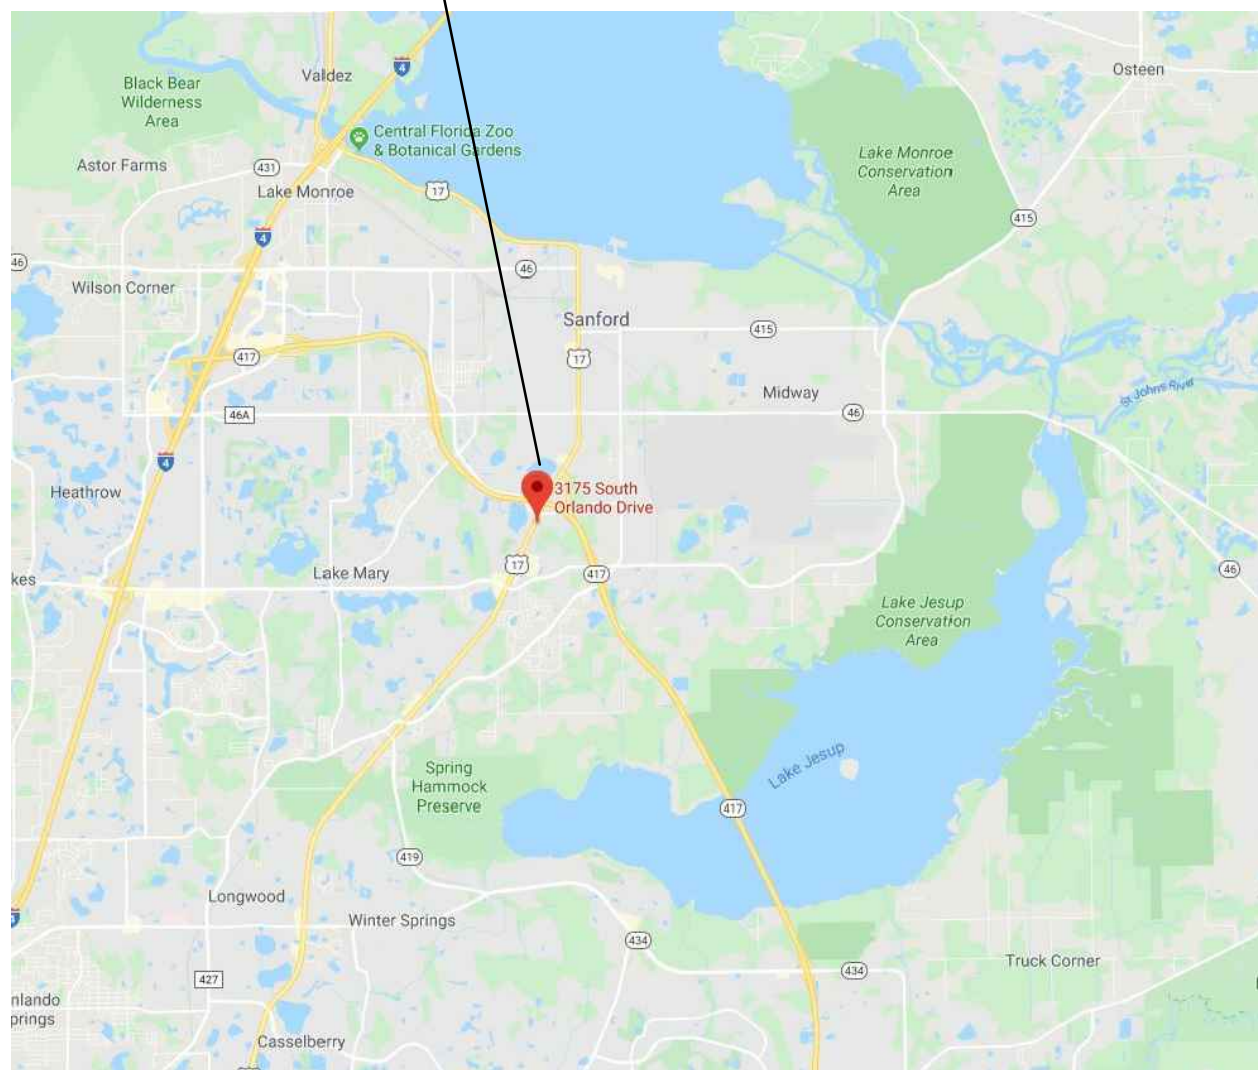 4
Valdez
Osteen
Black Bear
Wilderness
Area
Central Florida Zoo
& Botanical Gardens
Astor Farms
431
Lake Monroe
Conservation
Area
17
Lake Monroe
415
4
46
46
Wilson Corner
Sanford
415
417
17
Midway
St Johns River
46A
46
4
Heathrow
3175 South
Orlando Drive
17
Lake Mary
417
46
kes
Lake Jesup
Conservation
Area
Lake Jesup
Spring
Hammock
Preserve
417
419
Longwood
Winter Springs
434
434
Truck Corner
427
nlando
prings
Casselberry